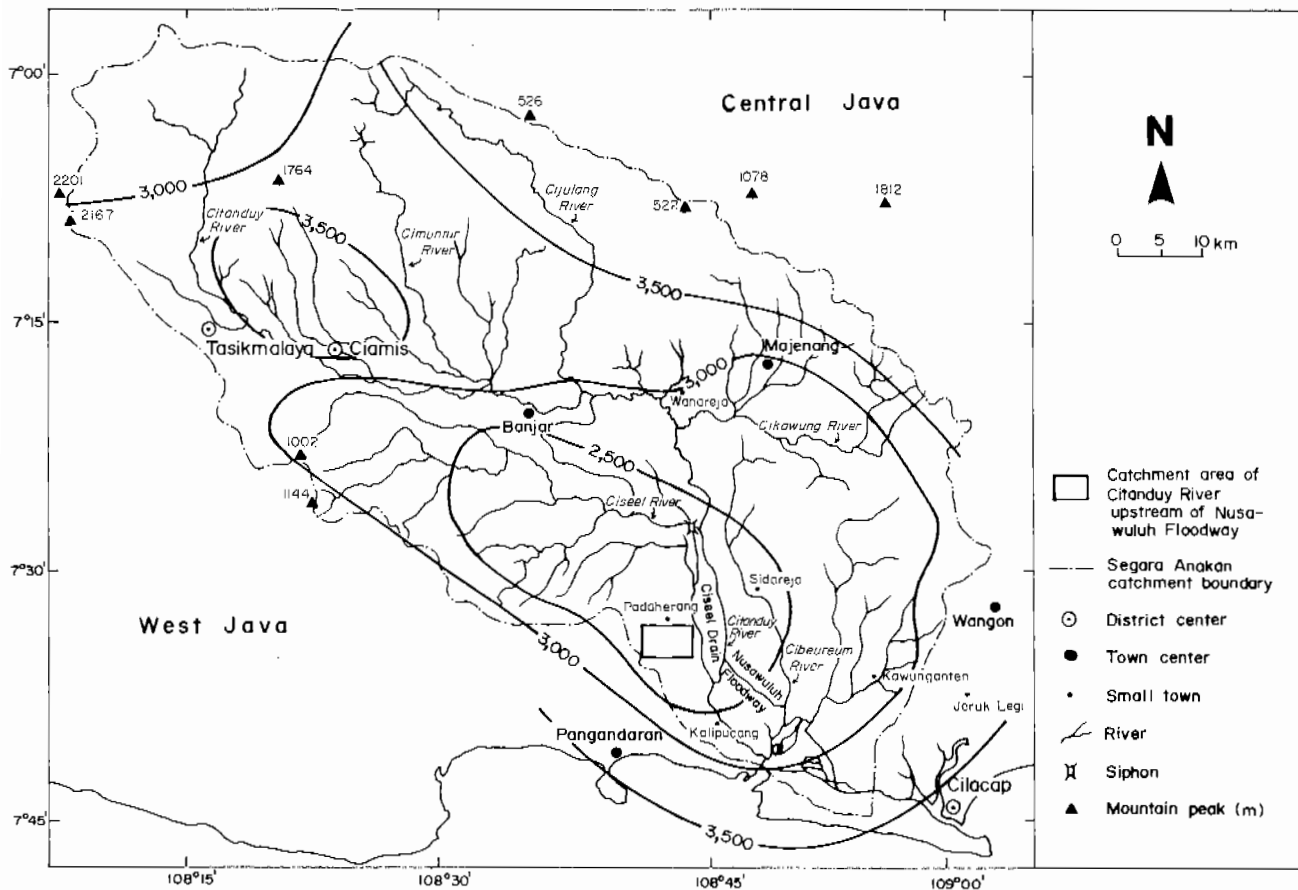 7°00'
7°15'
7°30'
7°45'
108°15'
108°30'
108°45'
109°00'
Central Java
West Java
526
2201
2167
1764
1078
522
1812
1002
1144
3,000
3,500
3,500
3,000
2,500
3,000
3,500
Citanduy
River
Cimuntur
River
Cijulang
River
Tasikmalaya
Ciamis
Majenang
Wanareja
Cikawung River
Banjar
Ciseel River
Sidareja
Padaherang
Ciseel Drain
Citanduy
River
Nusawuluh
Floodway
Cibeureum
River
Wangon
Kawunganten
Jeruk Legi
Kalipucang
Pangandaran
Cilacap
N
0 5 10 km
Catchment area of
Citanduy River
upstream of Nusa-
wuluh Floodway
Segara Anakan
catchment boundary
District center
Town center
Small town
River
Siphon
Mountain peak (m)